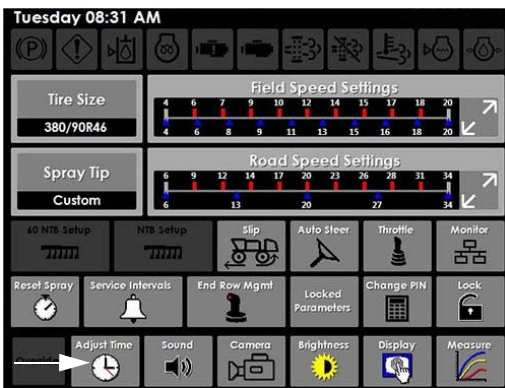 Tuesday 08:31 AM
(P)
Tire Size
380/90R46
Field Speed Settings
4 6 7 9 10 12 14 15 17 18 20
4 6 8 9 11 13 15 16 18 20
Spray Tip
Custom
Road Speed Settings
6 9 12 14 17 20 23 26 28 31 34
6 13 20 27 34
60 NTB Setup
NTB Setup
Slip
Auto Steer
Throttle
Monitor
Reset Spray
Service Intervals
End Row Mgmt
Locked
Parameters
Change PIN
Lock
Adjust Time
Sound
Camera
Brightness
Display
Measure